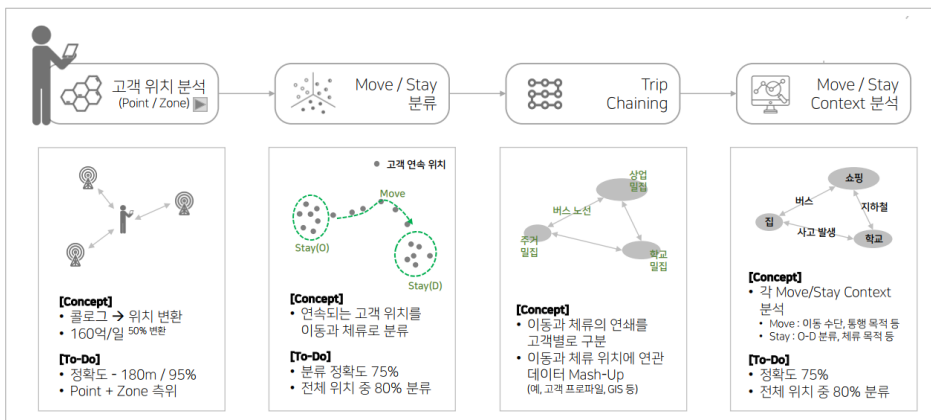 고객 위치 분석
(Point / Zone)
Move / Stay
분류
Trip
Chaining
Move / Stay
Context 분석
[Concept]
• 콜로그 → 위치 변환
• 160억/일 50% 변환
[To-Do]
• 정확도 - 180m / 95%
• Point + Zone 측위
고객 연속 위치
Move
Stay(O)
Stay(D)
[Concept]
• 연속되는 고객 위치를
이동과 체류로 분류
[To-Do]
• 분류 정확도 75%
• 전체 위치 중 80% 분류
상업
밀집
버스 노선
주거
밀집
학교
밀집
[Concept]
• 이동과 체류의 연쇄를
고객별로 구분
• 이동과 체류 위치에 연관
데이터 Mash-Up
(예, 고객 프로파일, GIS 등)
쇼핑
버스
지하철
집
사고 발생
학교
[Concept]
• 각 Move/Stay Context
분석
• Move : 이동 수단, 통행 목적 등
• Stay : O-D 분류, 체류 목적 등
[To-Do]
• 정확도 75%
• 전체 위치 중 80% 분류